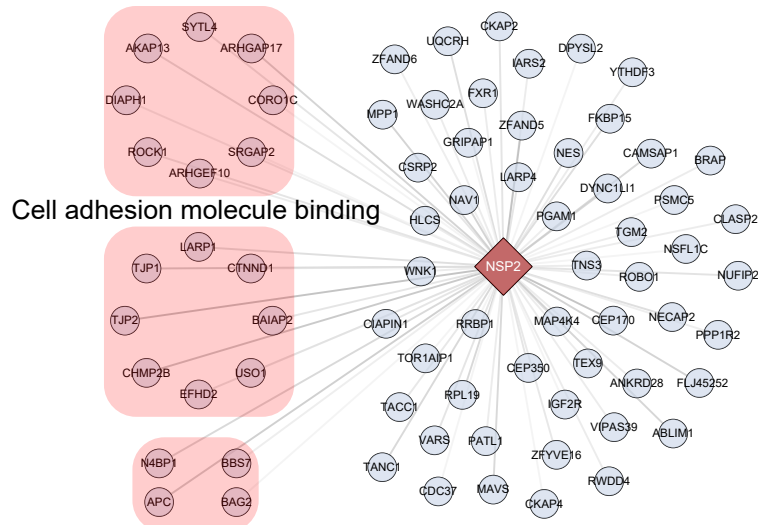 SYTL4
AKAP13
ARHGAP17
DIAPH1
CORO1C
ROCK1
SRGAP2
ARHGEF10
Cell adhesion molecule binding
LARP1
TJP1
CTNND1
TJP2
BAIAP2
CHMP2B
USO1
EFHD2
N4BP1
BBS7
APC
BAG2
NSP2
CKAP2
UQCRH
DPYSL2
ZFAND6
IARS2
YTHDF3
FXR1
WASHC2A
MPP1
ZFAND5
FKBP15
GRIPAP1
NES
CAMSAP1
BRAP
CSRP2
LARP4
DYNC1LI1
NAV1
PSMC5
HLCS
PGAM1
CLASP2
TGM2
NSFL1C
WNK1
TNS3
ROBO1
NUFIP2
CIAPIN1
RRBP1
MAP4K4
CEP170
NECAP2
PPP1R2
TOR1AIP1
CEP350
TEX9
ANKRD28
FLJ45252
TACC1
RPL19
IGF2R
VIPAS39
ABLIM1
VARS
PATL1
ZFYVE16
TANC1
RWDD4
CDC37
MAVS
CKAP4